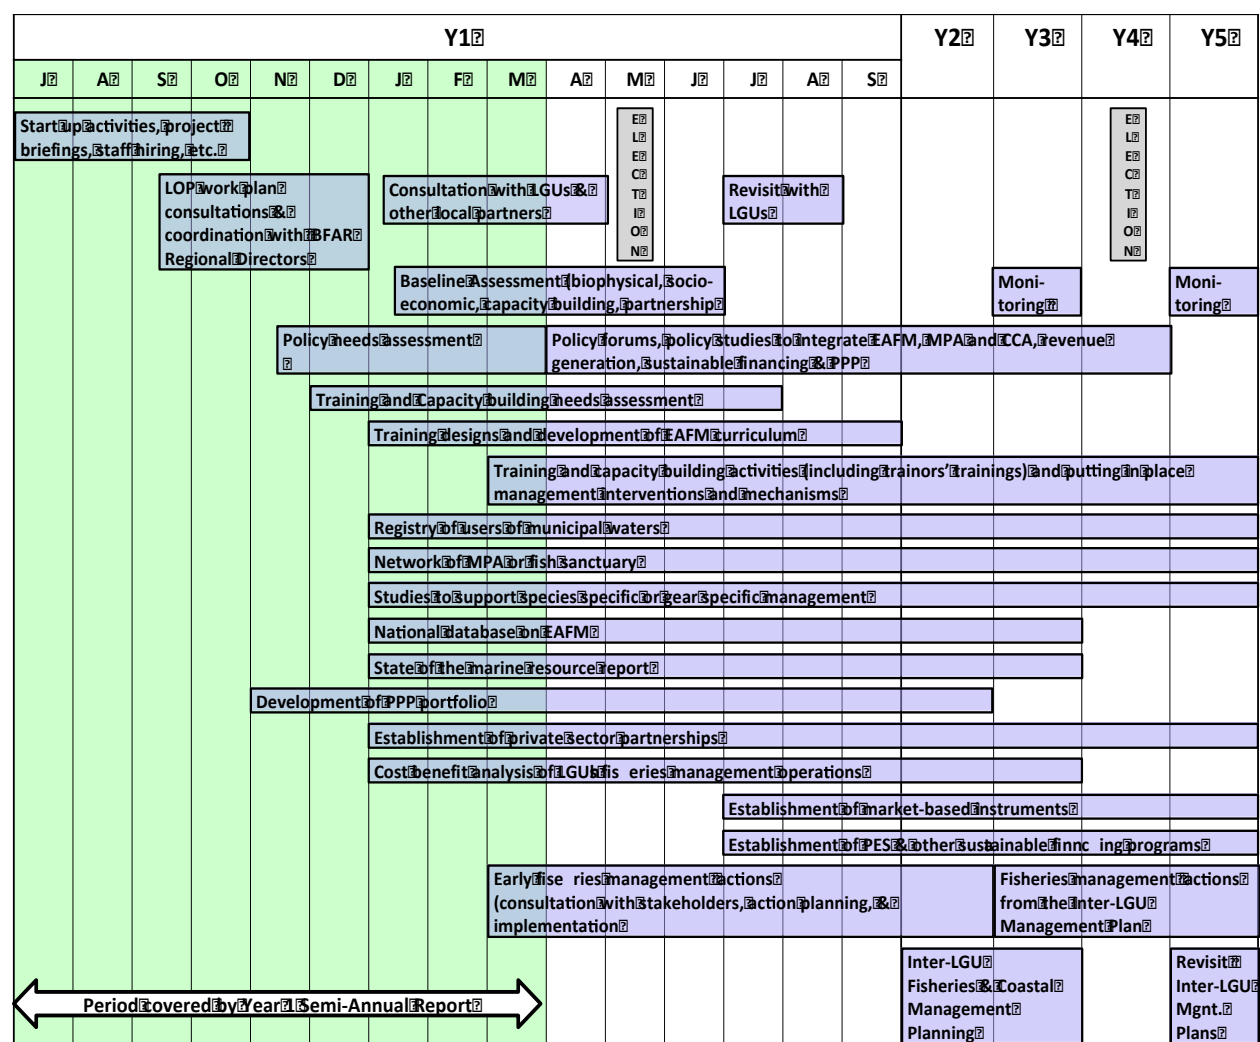 Y1 Y2 Y3 Y4 Y5
J A S O N D J F M A M J J A S
Start up activities, project
briefings, staff hiring, etc.
E
L
E
C
T
I
O
N
E
L
E
C
T
I
O
N
LOP work plan
consultations &
coordination with BFAR
Regional Directors
Consultation with LGUs &
other local partners
Revisit with
LGUs
Baseline Assessment (biophysical, socio-
economic, capacity building, partnership
Moni-
toring
Moni-
toring
Policy needs assessment
Policy forums, policy studies to integrate EAFM, MPA and CCA, revenue
generation, sustainable financing & PPP
Training and Capacity building needs assessment
Training designs and development of EAFM curriculum
Training and capacity building activities (including trainors' trainings) and putting in place
management interventions and mechanisms
Registry of users of municipal waters
Network of MPA or fish sanctuary
Studies to support species specific or gear specific management
National database on EAFM
State of the marine resource report
Development of PPP portfolio
Establishment of private sector partnerships
Cost benefit analysis of LGUs fis eries management operations
Establishment of market-based instruments
Establishment of PES & other sustainable finnc ing programs
Early fise ries management actions
(consultation with stakeholders, action planning, &
implementation
Fisheries management actions
from the Inter-LGU
Management Plan
Inter-LGU
Fisheries & Coastal
Management
Planning
Revisit
Inter-LGU
Mgnt.
Plans
Period covered by Year 1 Semi-Annual Report